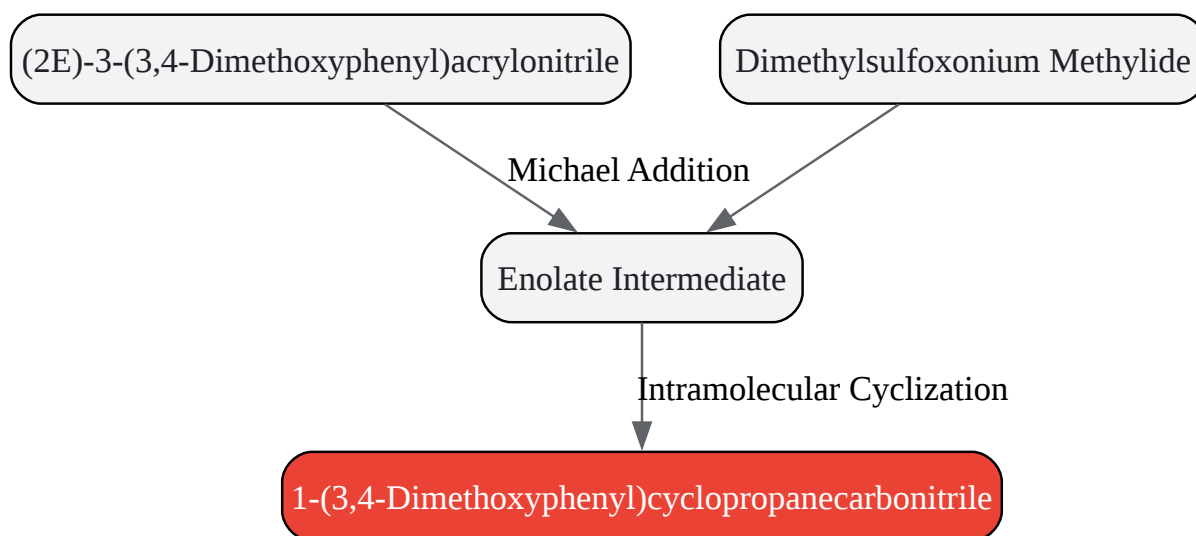 (2E)-3-(3,4-Dimethoxyphenyl)acrylonitrile
Dimethylsulfoxonium Methylide
Michael Addition
Enolate Intermediate
Intramolecular Cyclization
1-(3,4-Dimethoxyphenyl)cyclopropanecarbonitrile